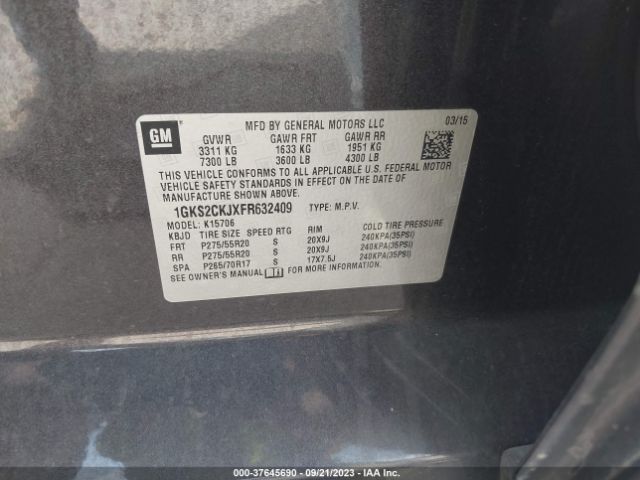 GM
MFD BY GENERAL MOTORS LLC 03/15
GVWR GAWR FRT GAWR RR
3311 KG 1633 KG 1951 KG
7300 LB 3600 LB 4300 LB
THIS VEHICLE CONFORMS TO ALL APPLICABLE U.S. FEDERAL MOTOR
VEHICLE SAFETY STANDARDS IN EFFECT ON THE DATE OF
MANUFACTURE SHOWN ABOVE.
1GKS2CKJXFR632409 TYPE: M.P.V.
MODEL: K15706
KBJD TIRE SIZE SPEED RTG RIM COLD TIRE PRESSURE
FRT P275/55R20 S 20X9J 240KPA(35PSI)
RR P275/55R20 S 20X9J 240KPA(35PSI)
SPA P265/70R17 S 17X7.5J 240KPA(35PSI)
SEE OWNER'S MANUAL FOR MORE INFORMATION.
00-37645690 - 09/21/2023 - IAA Inc.